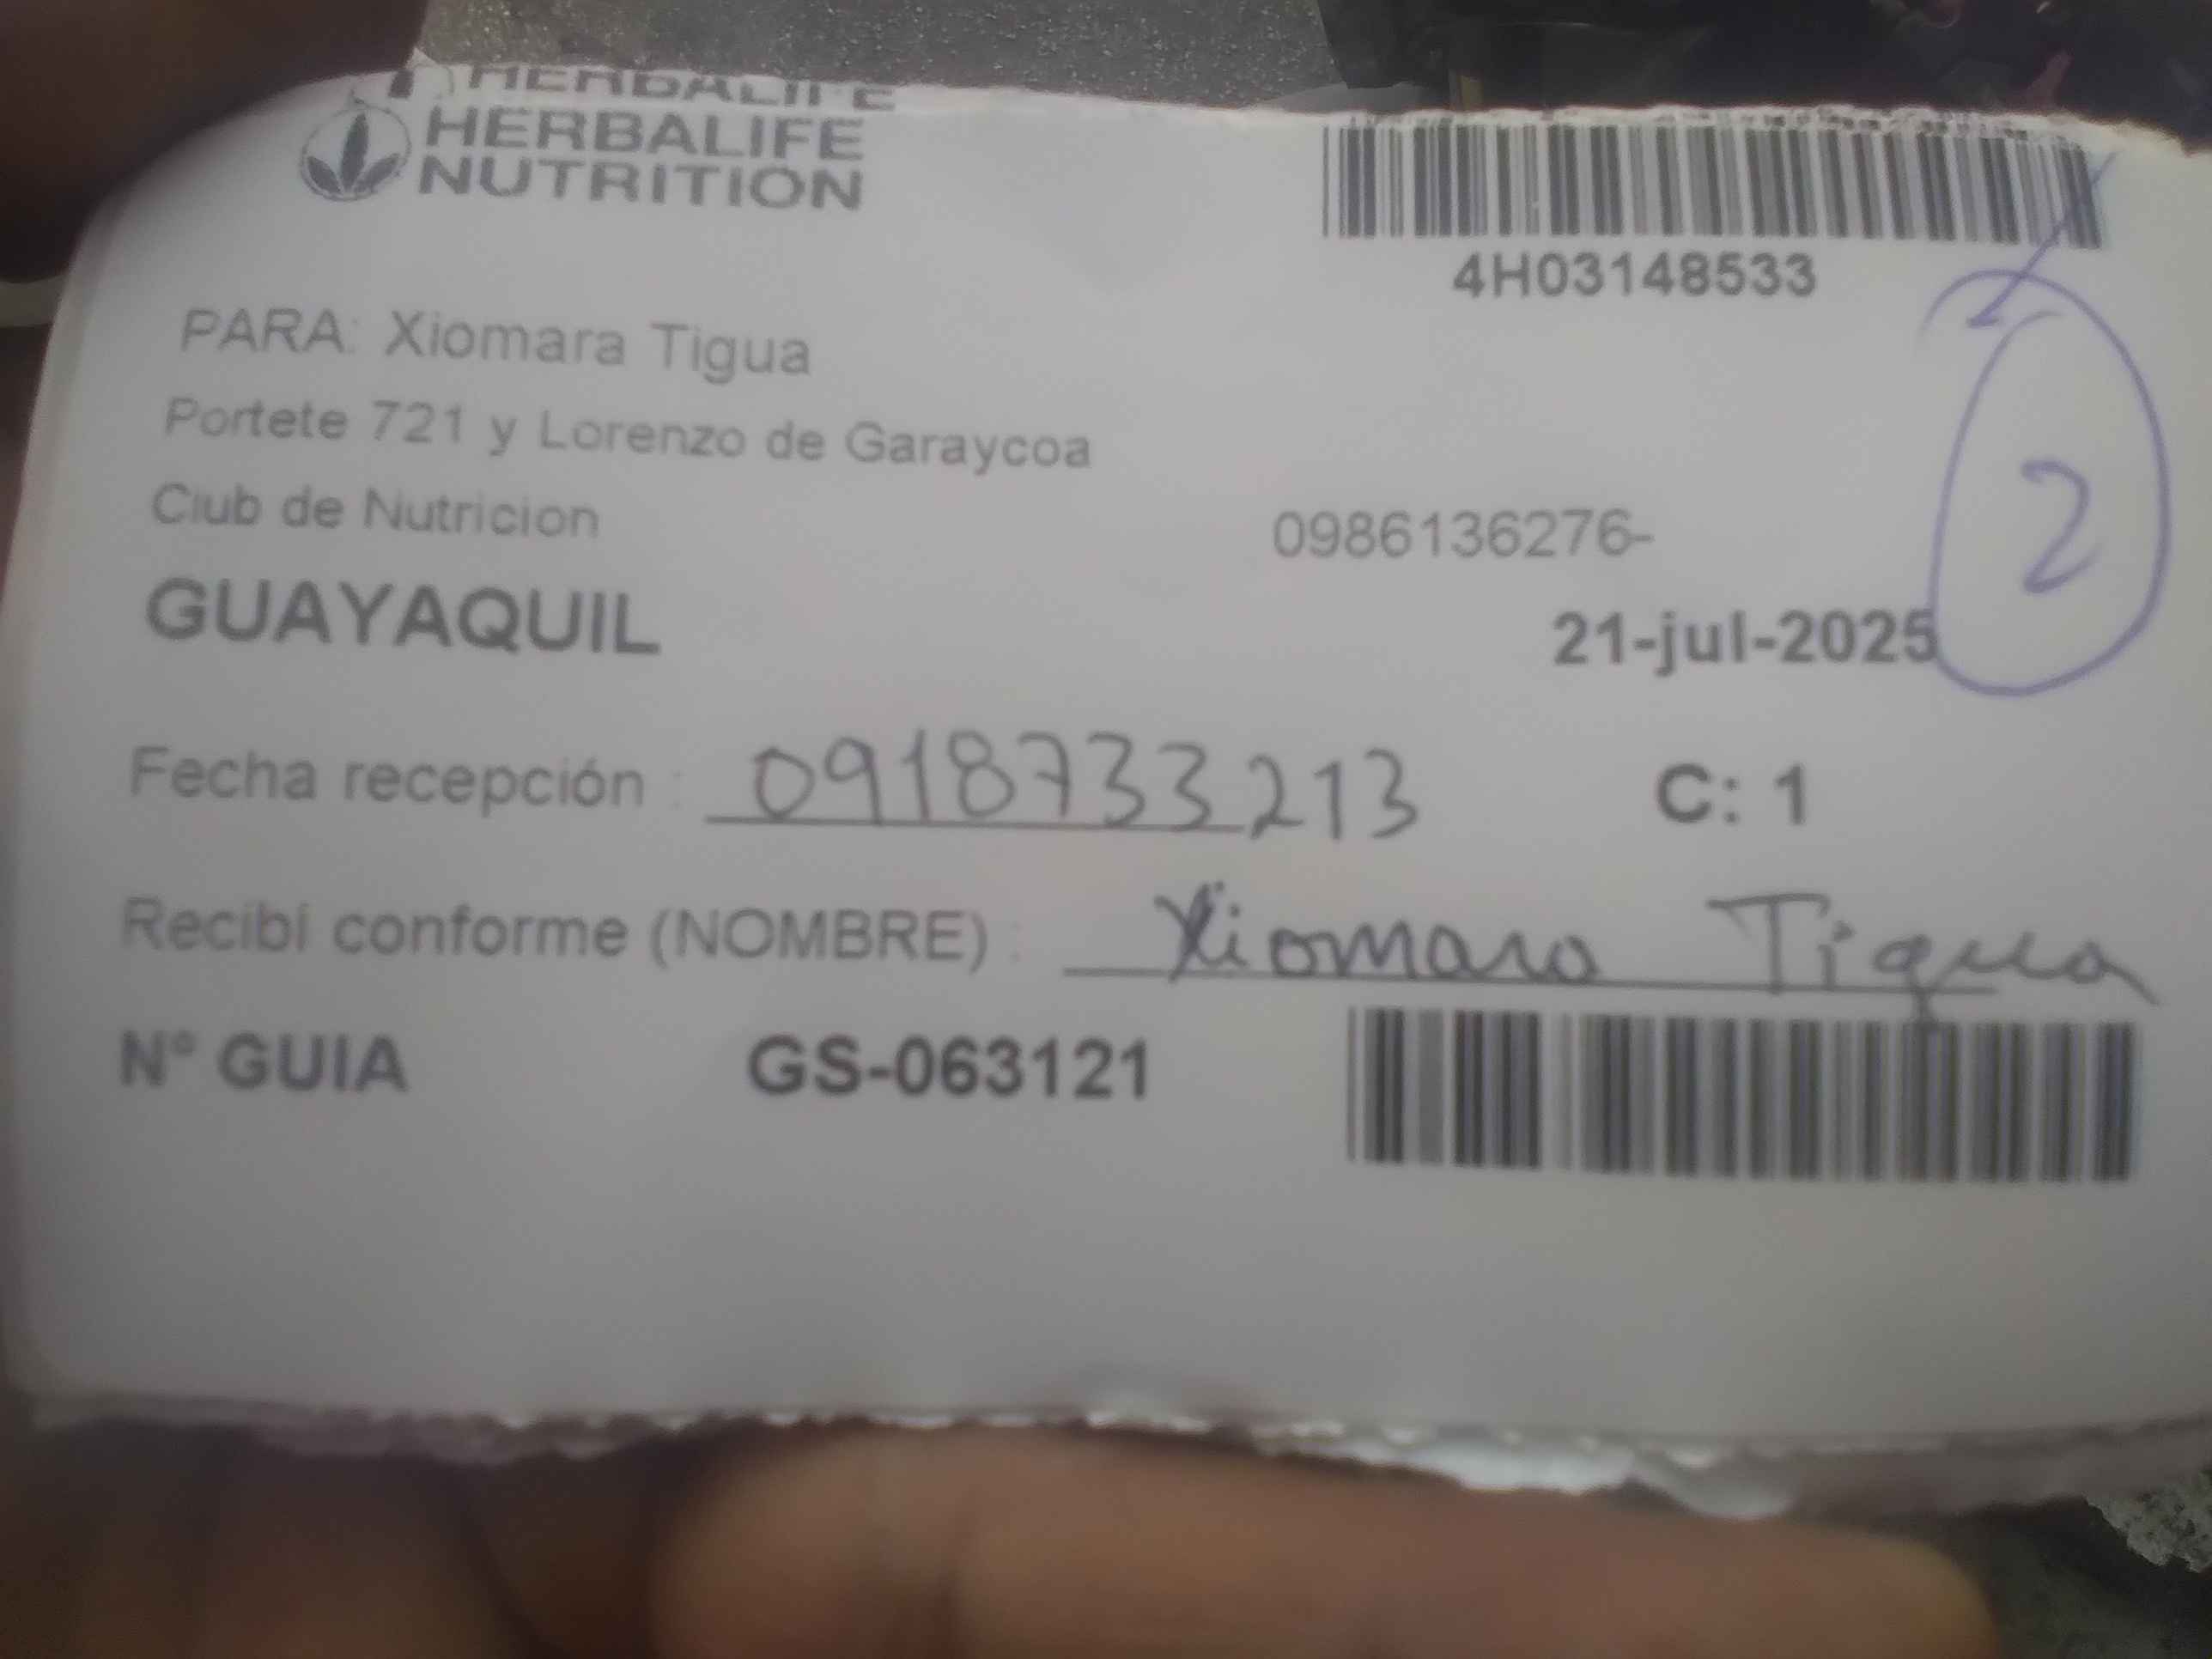 HERBALIFE
HERBALIFE
NUTRITION
4H03148533
PARA: Xiomara Tigua
Portete 721 y Lorenzo de Garaycoa
Club de Nutricion
0986136276-
2
GUAYAQUIL
21-jul-2025
Fecha recepción : 0918733213
C: 1
Recibí conforme (NOMBRE) : Xiomara Tigua
N° GUIA GS-063121